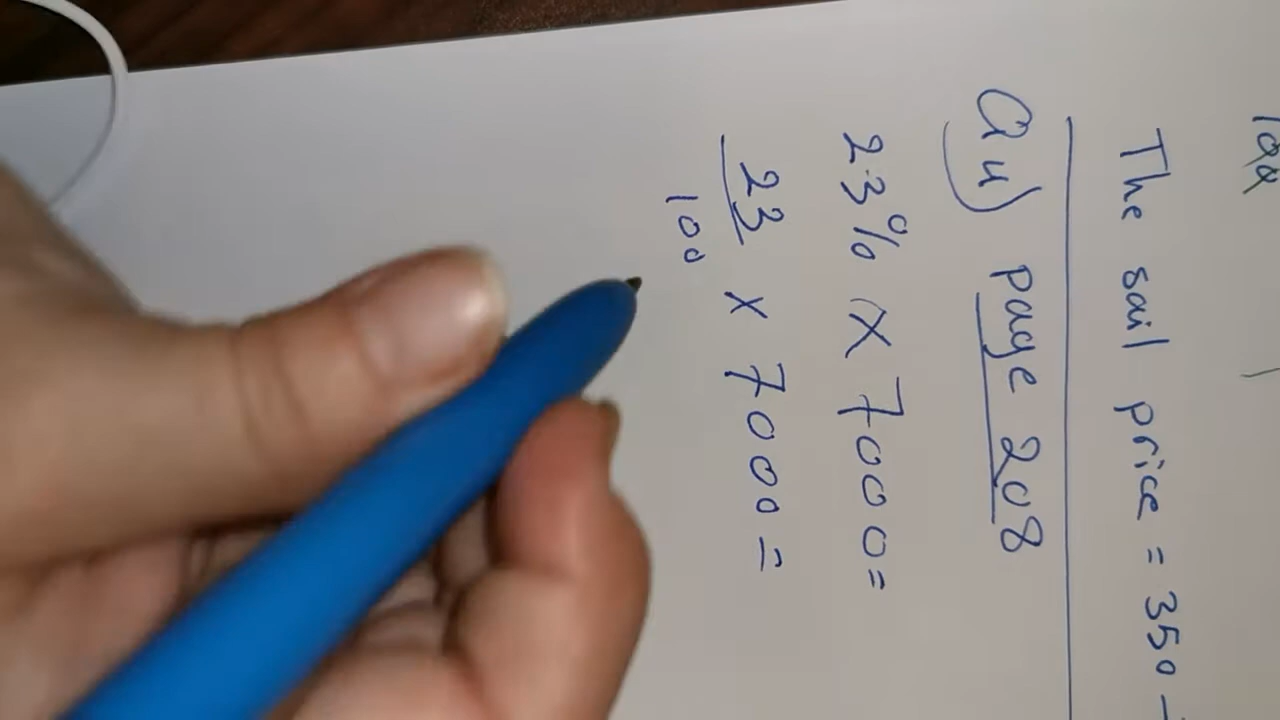 The sail price = 350 -
Q4) page 208
23% x 7000 =
23
100 x 7000 =